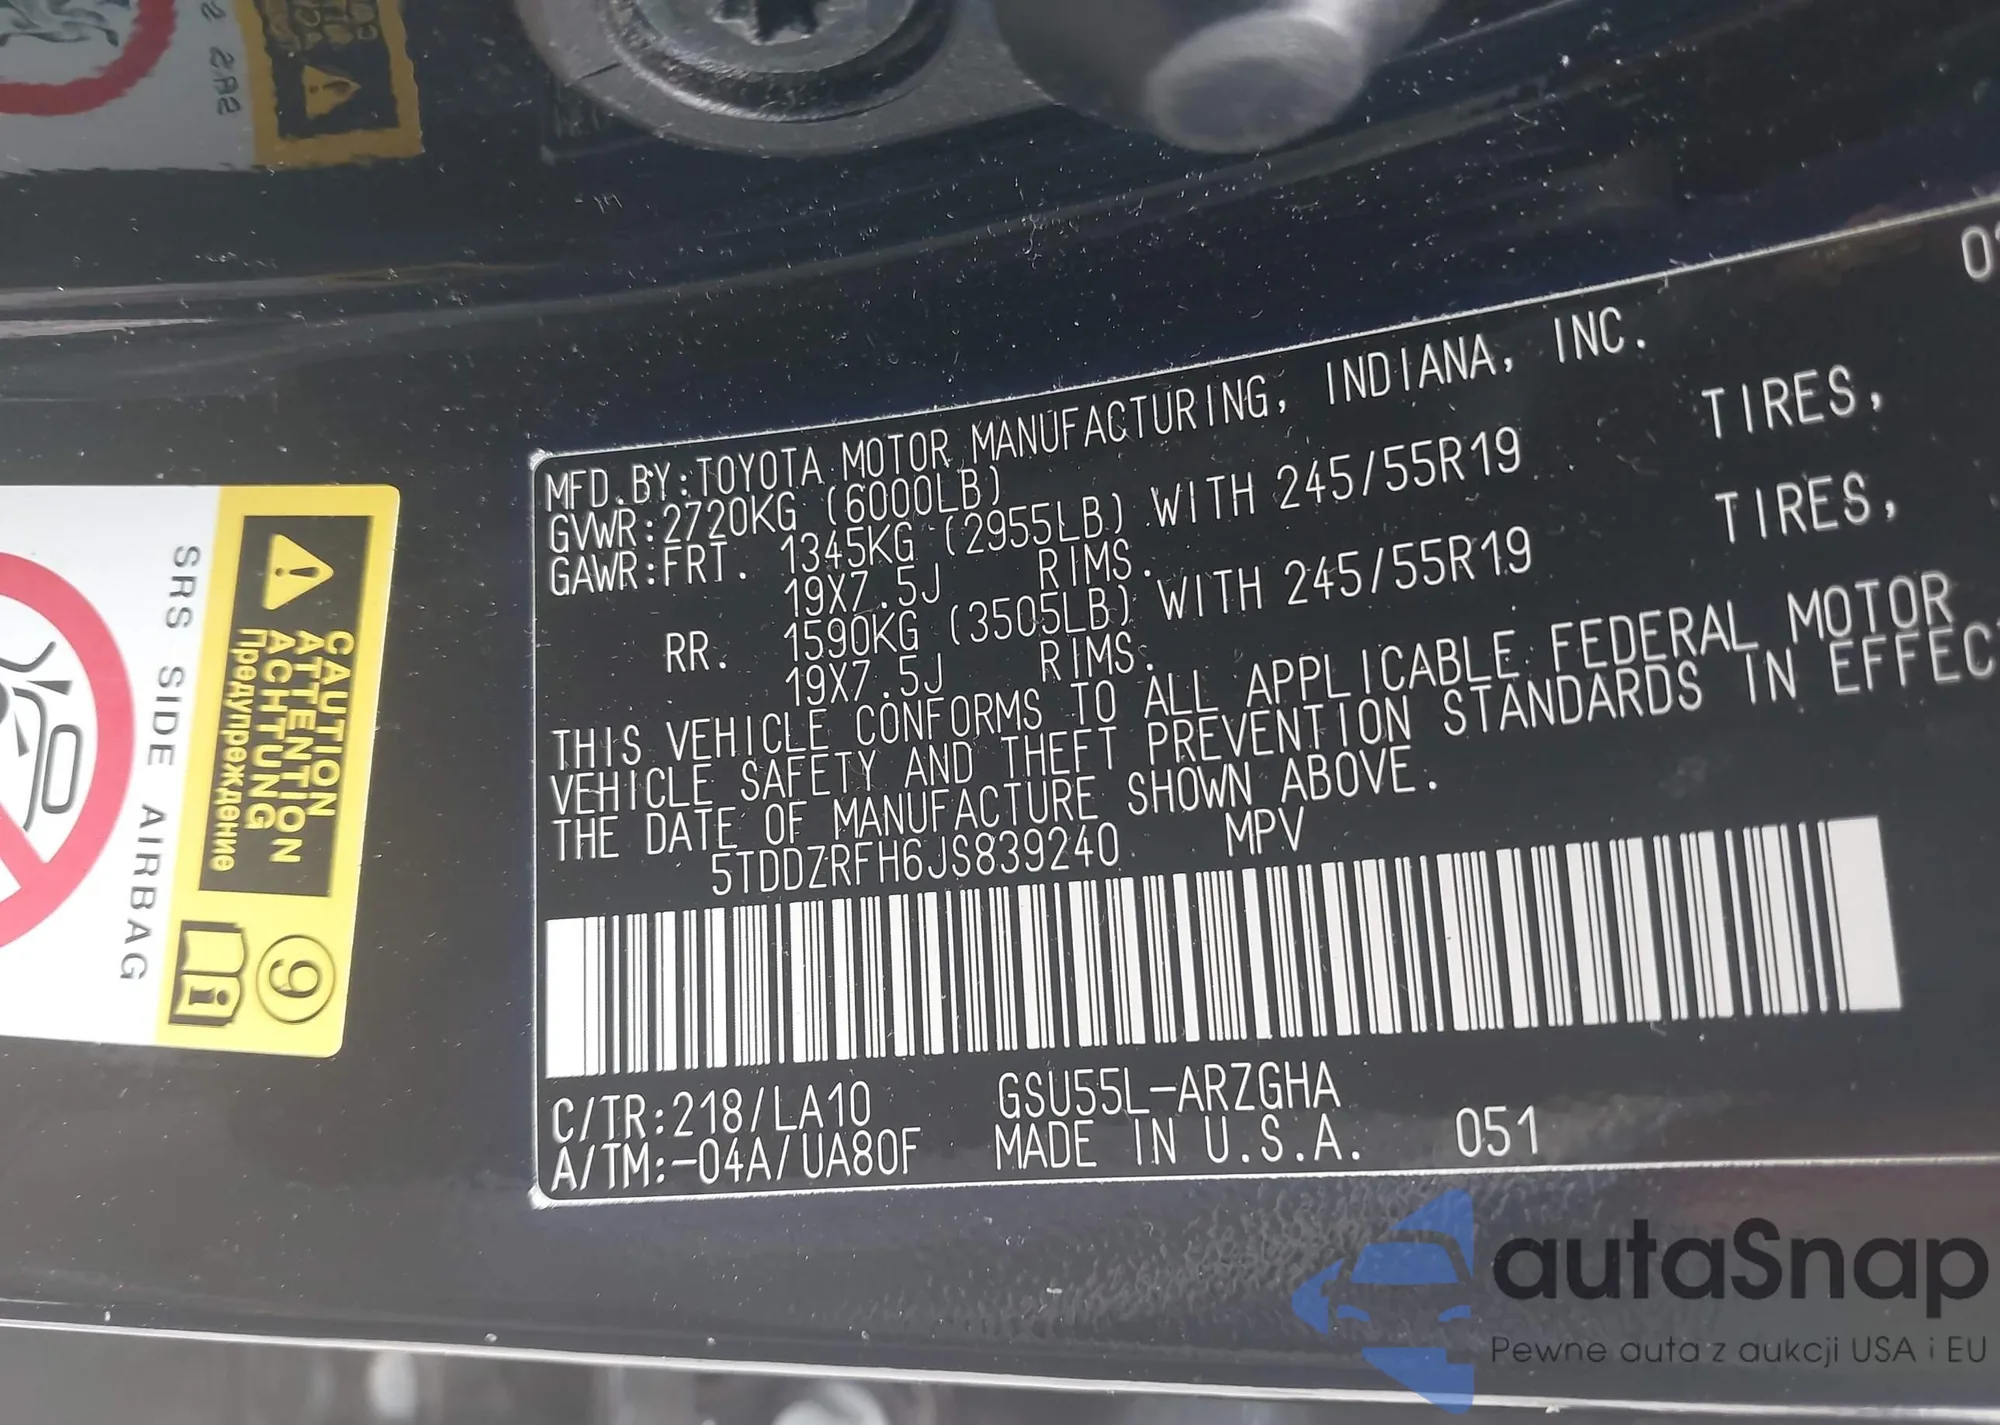 MFD.BY:TOYOTA MOTOR MANUFACTURING, INDIANA, INC.
GVWR:2720KG (6000LB)
GAWR:FRT. 1345KG (2955LB) WITH 245/55R19 TIRES,
19X7.5J RIMS.
RR. 1590KG (3505LB) WITH 245/55R19 TIRES,
19X7.5J RIMS.
THIS VEHICLE CONFORMS TO ALL APPLICABLE FEDERAL MOTOR
VEHICLE SAFETY AND THEFT PREVENTION STANDARDS IN EFFECT
THE DATE OF MANUFACTURE SHOWN ABOVE.
5TDDZRFH6JS839240 MPV
C/TR:218/LA10 GSU55L-ARZGHA
A/TM:-04A/UA80F MADE IN U.S.A. 051
CAUTION
ATTENTION
ACHTUNG
Предупреждение
SRS SIDE AIRBAG
9
i
autaSnap
Pewne auta z aukcji USA i EU